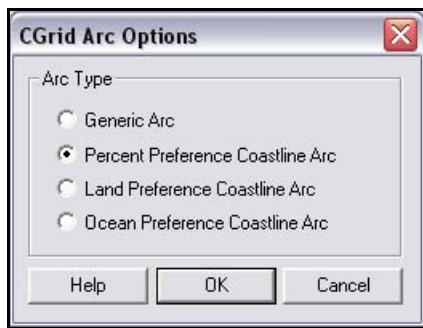 CGrid Arc Options
Arc Type
Generic Arc
Percent Preference Coastline Arc
Land Preference Coastline Arc
Ocean Preference Coastline Arc
Help OK Cancel